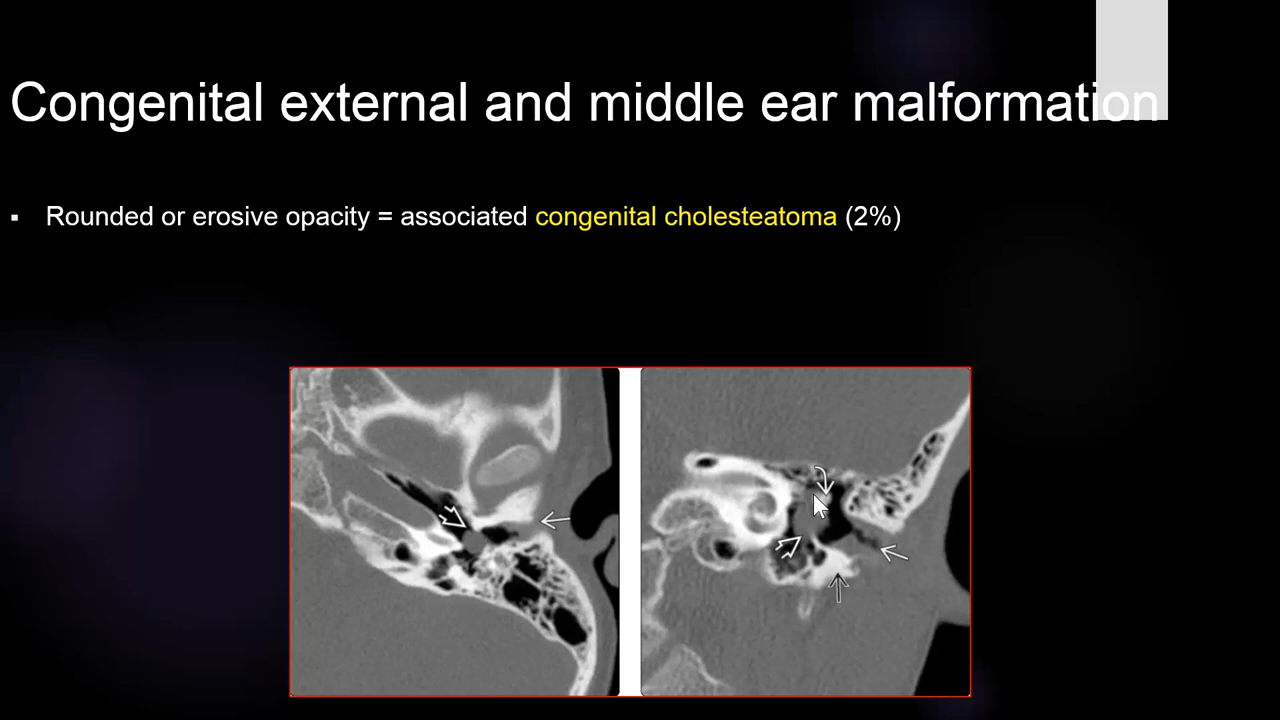 Congenital external and middle ear malformation
▪ Rounded or erosive opacity = associated congenital cholesteatoma (2%)